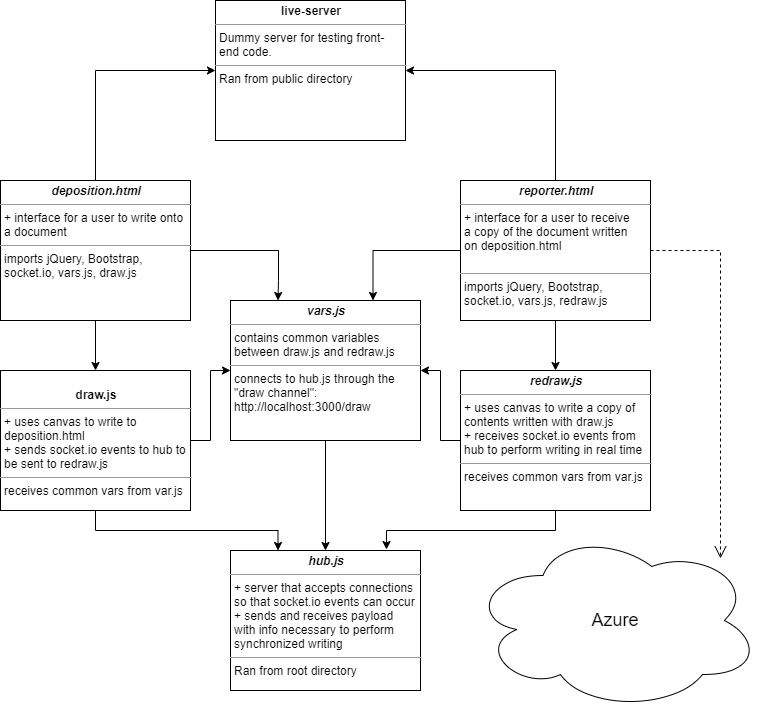 live-server
Dummy server for testing front-
end code.
Ran from public directory
deposition.html
+ interface for a user to write onto
a document
imports jQuery, Bootstrap,
socket.io, vars.js, draw.js
reporter.html
+ interface for a user to receive
a copy of the document written
on deposition.html
imports jQuery, Bootstrap,
socket.io, vars.js, redraw.js
vars.js
contains common variables
between draw.js and redraw.js
connects to hub.js through the
"draw channel":
http://localhost:3000/draw
draw.js
+ uses canvas to write to
deposition.html
+ sends socket.io events to hub to
be sent to redraw.js
receives common vars from var.js
redraw.js
+ uses canvas to write a copy of
contents written with draw.js
+ receives socket.io events from
hub to perform writing in real time
receives common vars from var.js
hub.js
+ server that accepts connections
so that socket.io events can occur
+ sends and receives payload
with info necessary to perform
synchronized writing
Ran from root directory
Azure